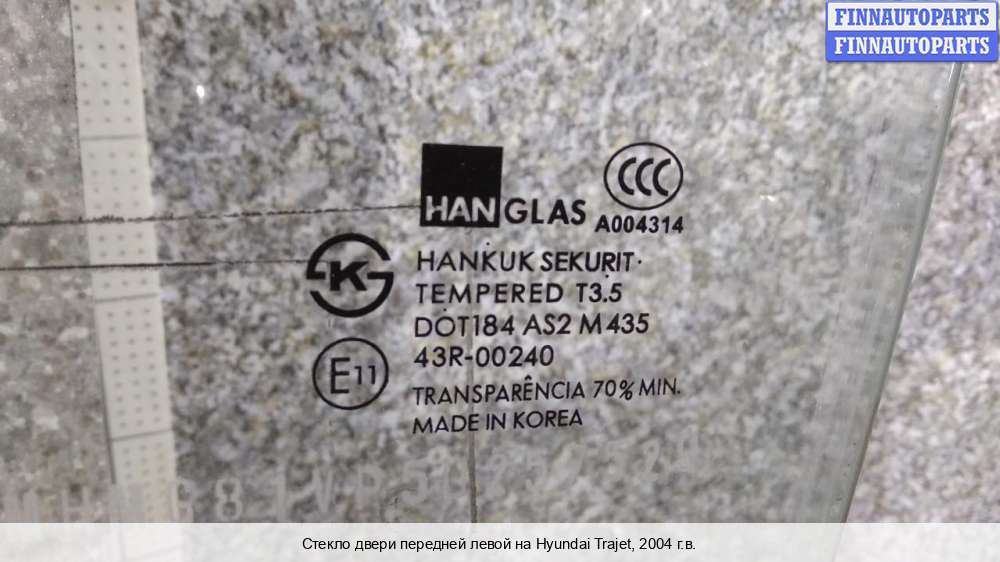 FINNAUTOPARTS
FINNAUTOPARTS
CCC
HANGLAS
A004314
K
HANKUK SEKURIT
TEMPERED T3.5
DOT184 AS2 M435
43R-00240
E11
TRANSPARÊNCIA 70% MIN.
MADE IN KOREA
Стекло двери передней левой на Hyundai Trajet, 2004 г.в.